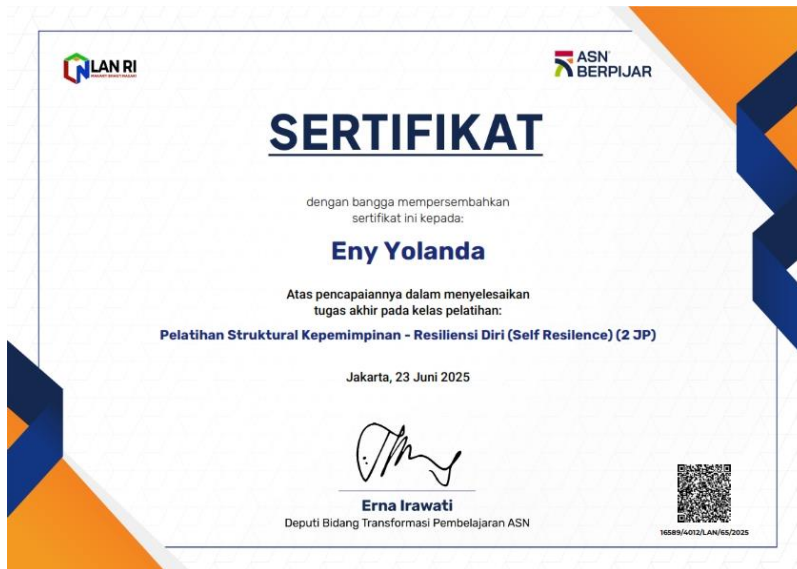 LAN RI
ASN
BERPIJAR
SERTIFIKAT
dengan bangga mempersembahkan
sertifikat ini kepada:
Eny Yolanda
Atas pencapaiannya dalam menyelesaikan
tugas akhir pada kelas pelatihan:
Pelatihan Struktural Kepemimpinan - Resiliensi Diri (Self Resilence) (2 JP)
Jakarta, 23 Juni 2025
Erna Irawati
Deputi Bidang Transformasi Pembelajaran ASN
16589/4012/LAN/65/2025